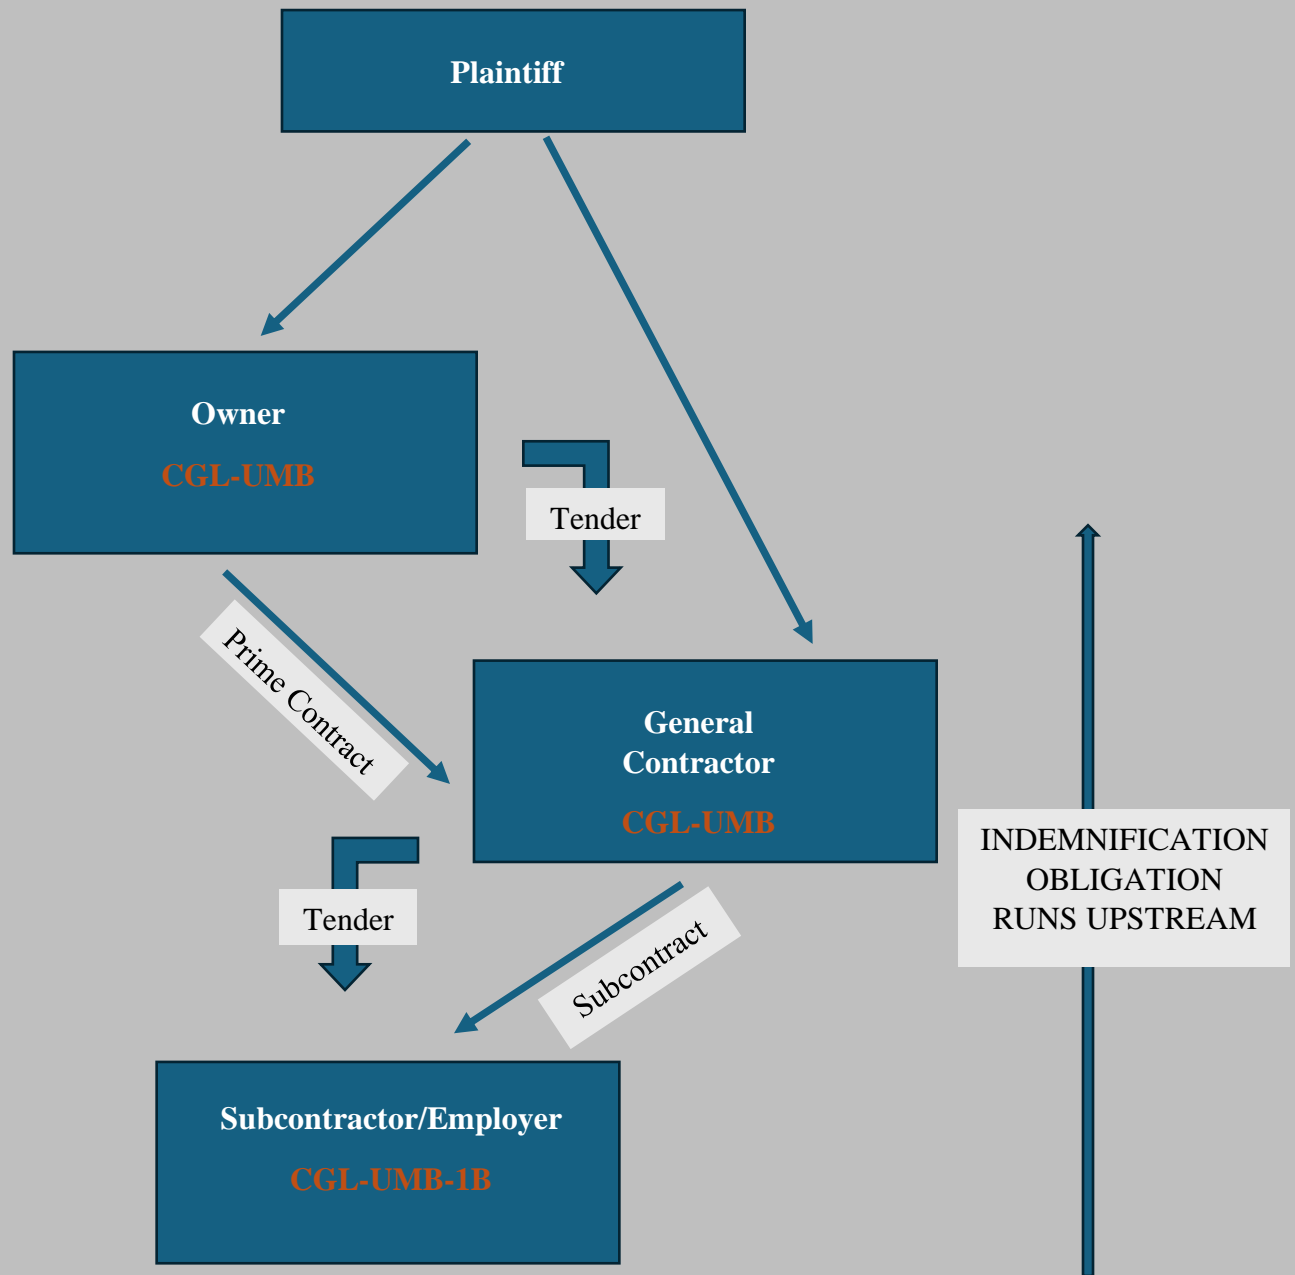 Plaintiff
Owner
CGL-UMB
Tender
Prime Contract
General
Contractor
CGL-UMB
INDEMNIFICATION
OBLIGATION
RUNS UPSTREAM
Tender
Subcontract
Subcontractor/Employer
CGL-UMB-1B